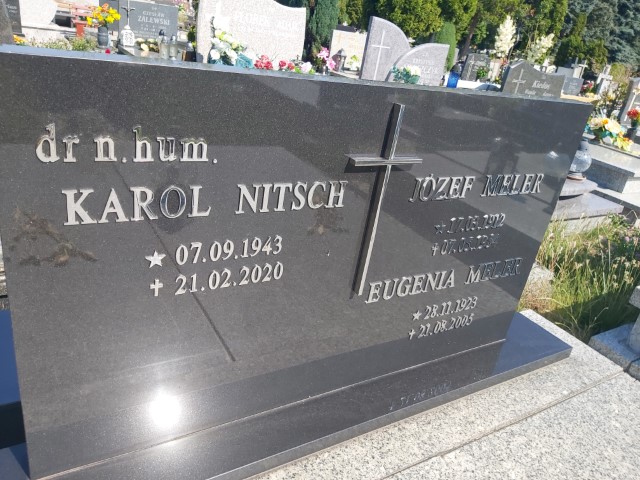 dr n.hum.
KAROL NITSCH
★ 07.09.1943
✝ 21.02.2020
JÓZEF MELER
EUGENIA MELER
★ 28.11.1923
✝ 21.08.2005
ZALEWSKI